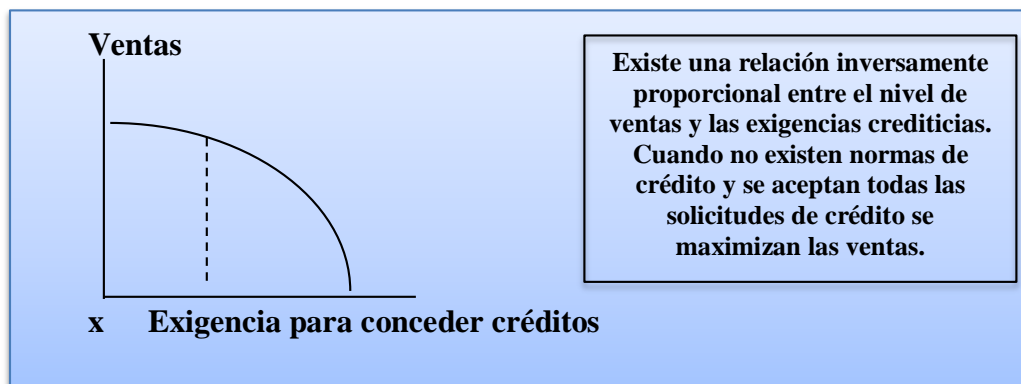 Ventas
Existe una relación inversamente
proporcional entre el nivel de
ventas y las exigencias crediticias.
Cuando no existen normas de
crédito y se aceptan todas las
solicitudes de crédito se
maximizan las ventas.
x Exigencia para conceder créditos